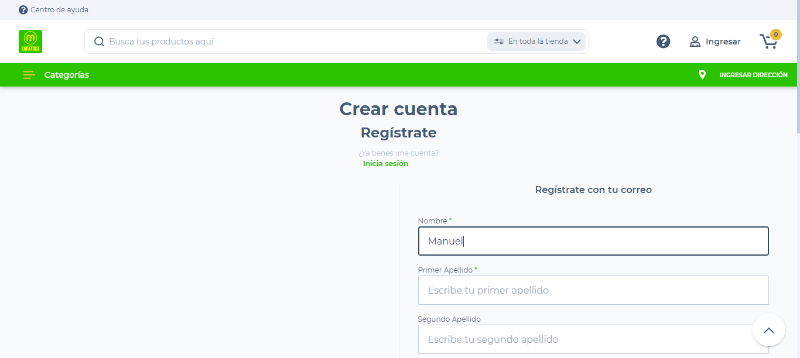 Centro de ayuda
Busca tus productos aquí
En toda la tienda
Ingresar
0
Categorías
INGRESAR DIRECCIÓN
Crear cuenta
Regístrate
¿Ya tienes una cuenta?
Inicia sesión
Regístrate con tu correo
Nombre *
Manuel
Primer Apellido *
Escribe tu primer apellido
Segundo Apellido
Escribe tu segundo apellido